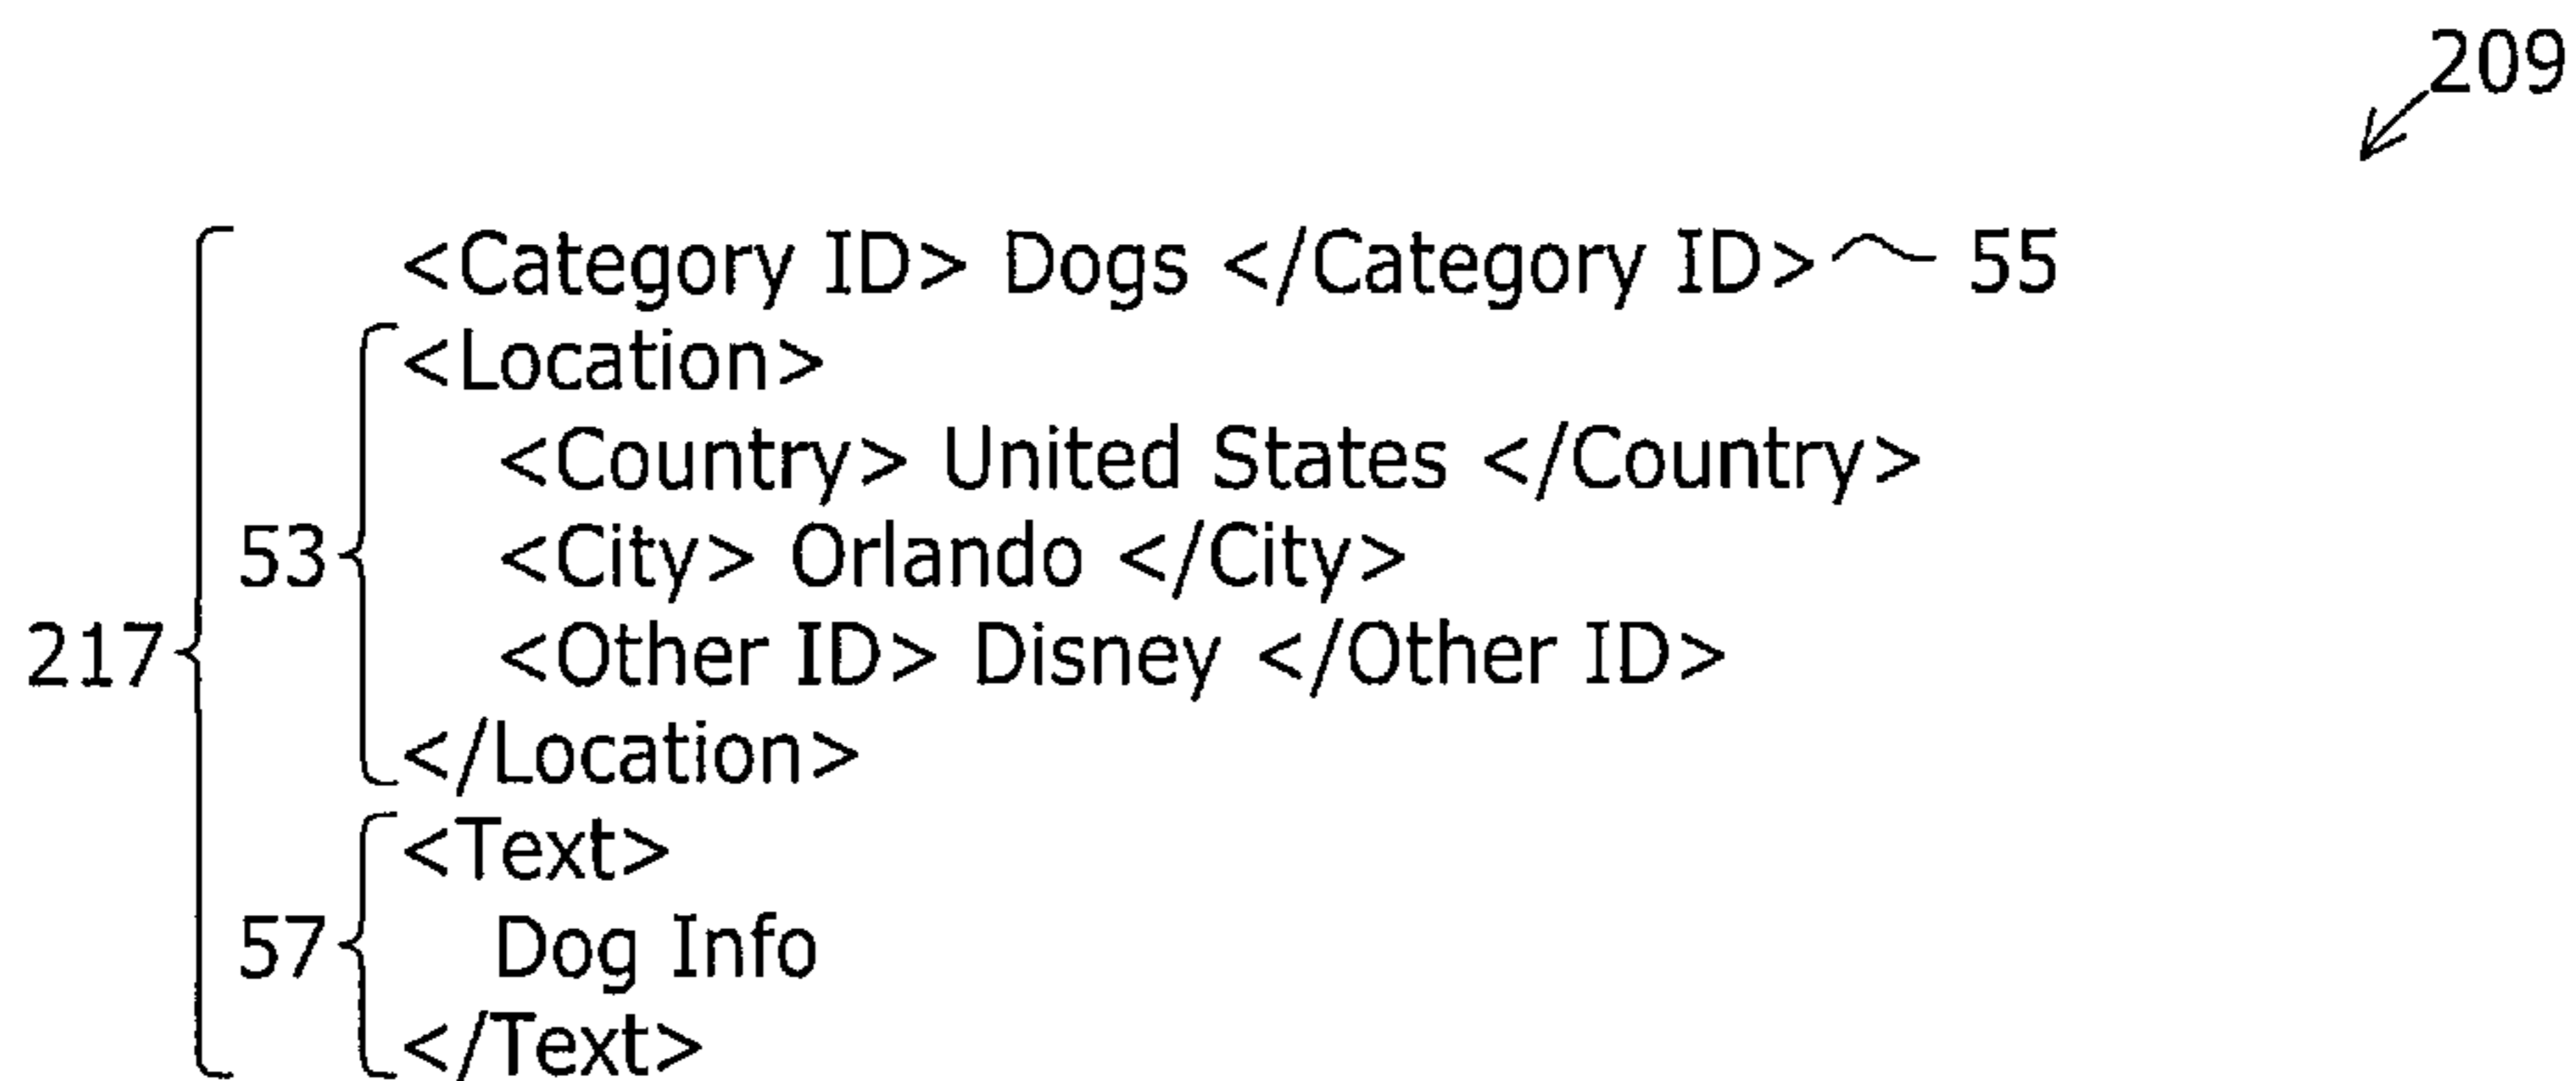 209
<Category ID> Dogs </Category ID> 55
<Location>
<Country> United States </Country>
53 <City> Orlando </City>
217 <Other ID> Disney </Other ID>
</Location>
<Text>
57 Dog Info
</Text>